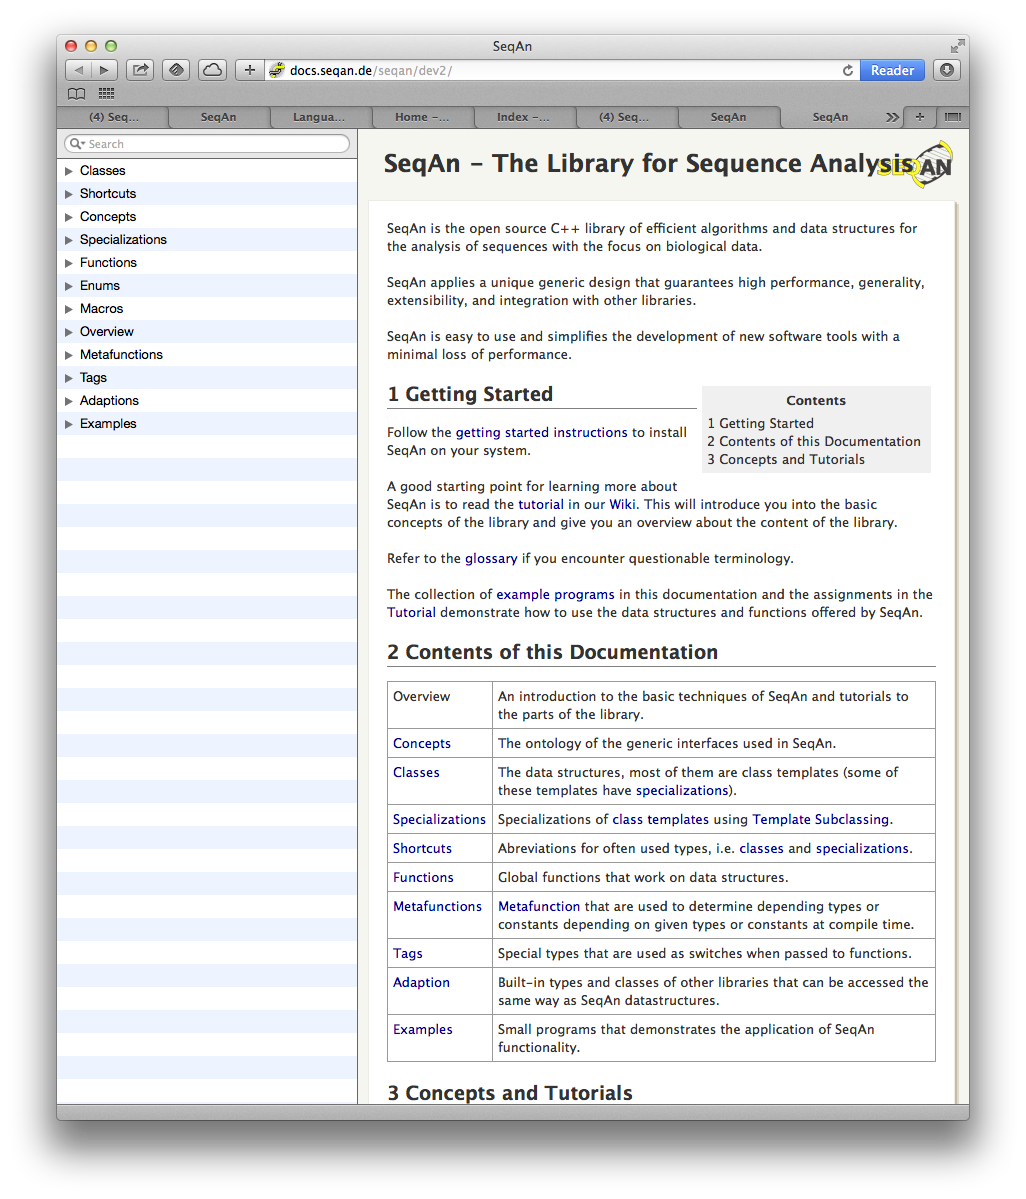 SeqAn
docs.seqan.de/seqan/dev2/
Reader
(4) Seq...
SeqAn
Langua...
Home –...
Index –...
(4) Seq...
SeqAn
SeqAn
Search
Classes
Shortcuts
Concepts
Specializations
Functions
Enums
Macros
Overview
Metafunctions
Tags
Adaptions
Examples
SeqAn – The Library for Sequence Analysis
SEQAN
SeqAn is the open source C++ library of efficient algorithms and data structures for
the analysis of sequences with the focus on biological data.
SeqAn applies a unique generic design that guarantees high performance, generality,
extensibility, and integration with other libraries.
SeqAn is easy to use and simplifies the development of new software tools with a
minimal loss of performance.
1 Getting Started
Contents
1 Getting Started
2 Contents of this Documentation
3 Concepts and Tutorials
Follow the getting started instructions to install
SeqAn on your system.
A good starting point for learning more about
SeqAn is to read the tutorial in our Wiki. This will introduce you into the basic
concepts of the library and give you an overview about the content of the library.
Refer to the glossary if you encounter questionable terminology.
The collection of example programs in this documentation and the assignments in the
Tutorial demonstrate how to use the data structures and functions offered by SeqAn.
2 Contents of this Documentation
Overview
An introduction to the basic techniques of SeqAn and tutorials to
the parts of the library.
Concepts
The ontology of the generic interfaces used in SeqAn.
Classes
The data structures, most of them are class templates (some of
these templates have specializations).
Specializations
Specializations of class templates using Template Subclassing.
Shortcuts
Abreviations for often used types, i.e. classes and specializations.
Functions
Global functions that work on data structures.
Metafunctions
Metafunction that are used to determine depending types or
constants depending on given types or constants at compile time.
Tags
Special types that are used as switches when passed to functions.
Adaption
Built-in types and classes of other libraries that can be accessed the
same way as SeqAn datastructures.
Examples
Small programs that demonstrates the application of SeqAn
functionality.
3 Concepts and Tutorials